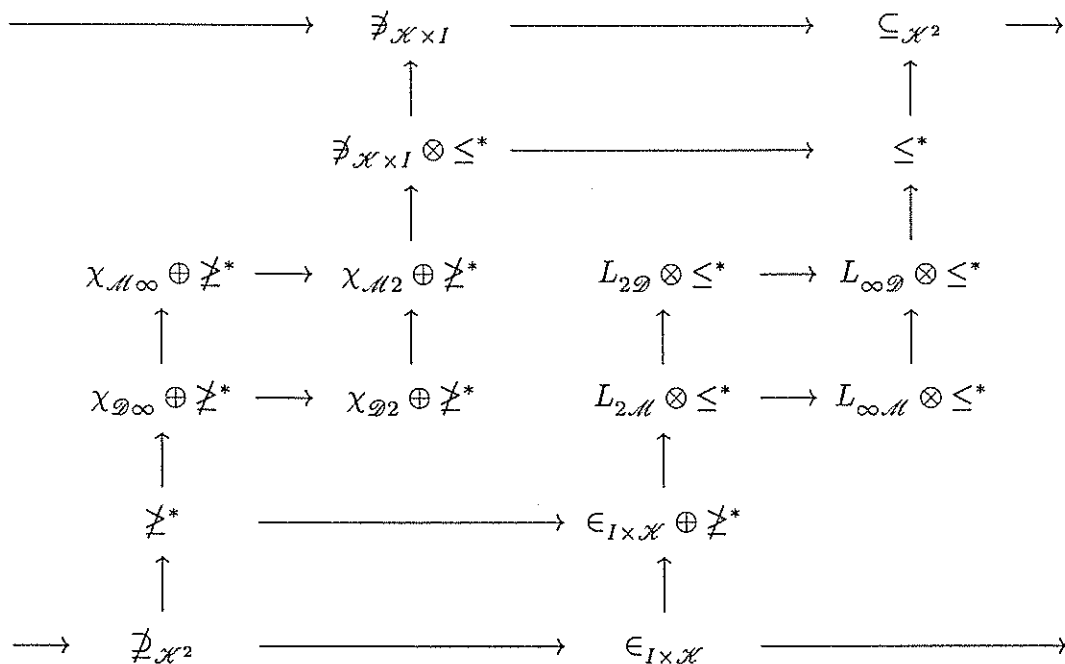 ∌_{𝒦×I} ⊆_{𝒦²}
∌_{𝒦×I} ⊗ ≤*
≤*
χ_{ℳ∞} ⊕ ≱* χ_{ℳ2} ⊕ ≱* L_{2𝒟} ⊗ ≤* L_{∞𝒟} ⊗ ≤*
χ_{𝒟∞} ⊕ ≱* χ_{𝒟2} ⊕ ≱* L_{2ℳ} ⊗ ≤* L_{∞ℳ} ⊗ ≤*
≱* ∈_{I×𝒦} ⊕ ≱*
⊉_{𝒦²} ∈_{I×𝒦}